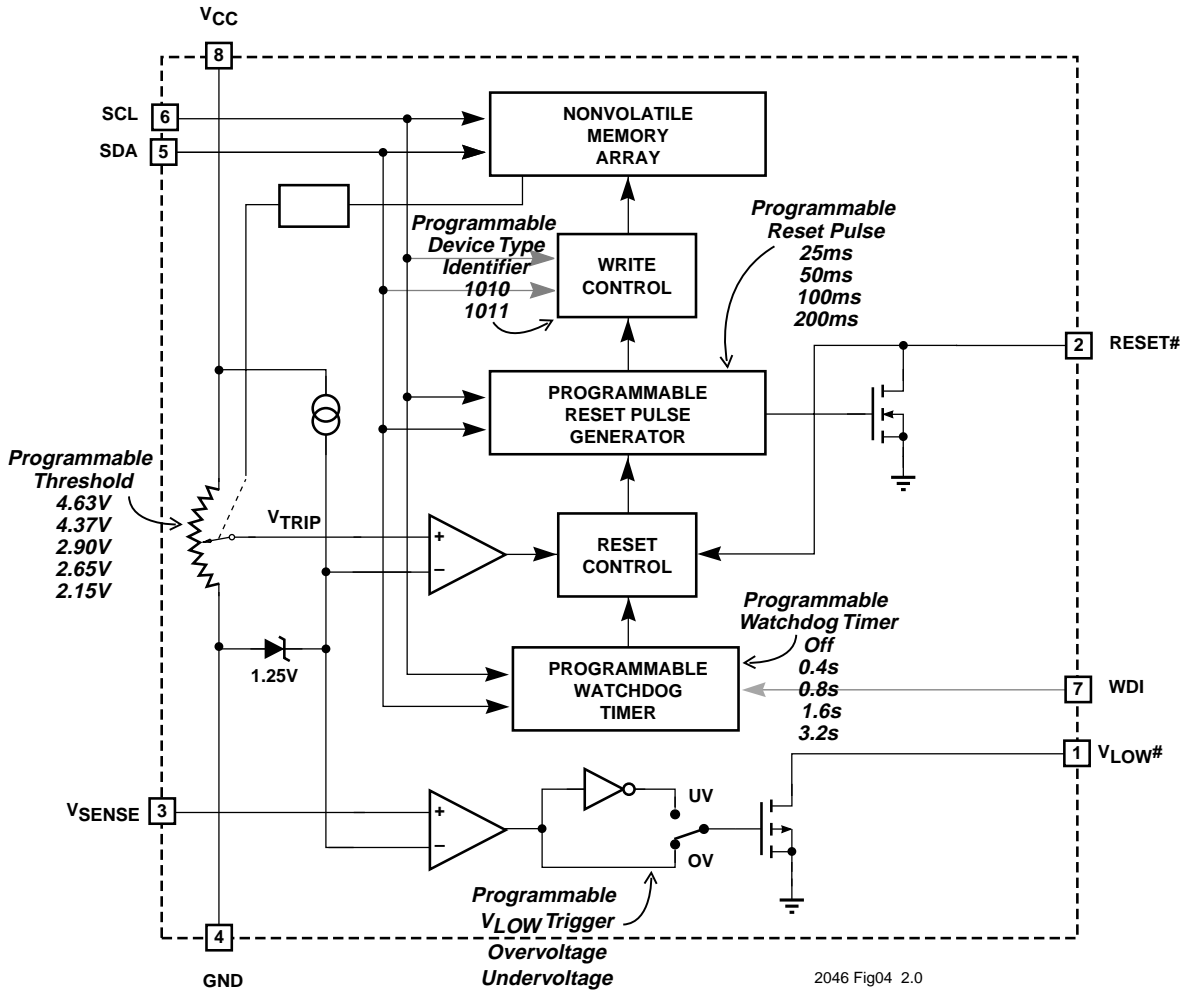 VCC
8
SCL
6
SDA
5
NONVOLATILE
MEMORY
ARRAY
Programmable
Device Type
Identifier
1010
1011
WRITE
CONTROL
Programmable
Reset Pulse
25ms
50ms
100ms
200ms
2
RESET#
PROGRAMMABLE
RESET PULSE
GENERATOR
Programmable
Threshold
4.63V
4.37V
2.90V
2.65V
2.15V
VTRIP
+
–
RESET
CONTROL
1.25V
PROGRAMMABLE
WATCHDOG
TIMER
Programmable
Watchdog Timer
Off
0.4s
0.8s
1.6s
3.2s
7
WDI
1
VLOW#
VSENSE
3
+
–
UV
OV
Programmable
VLOW Trigger
Overvoltage
Undervoltage
4
GND
2046 Fig04 2.0